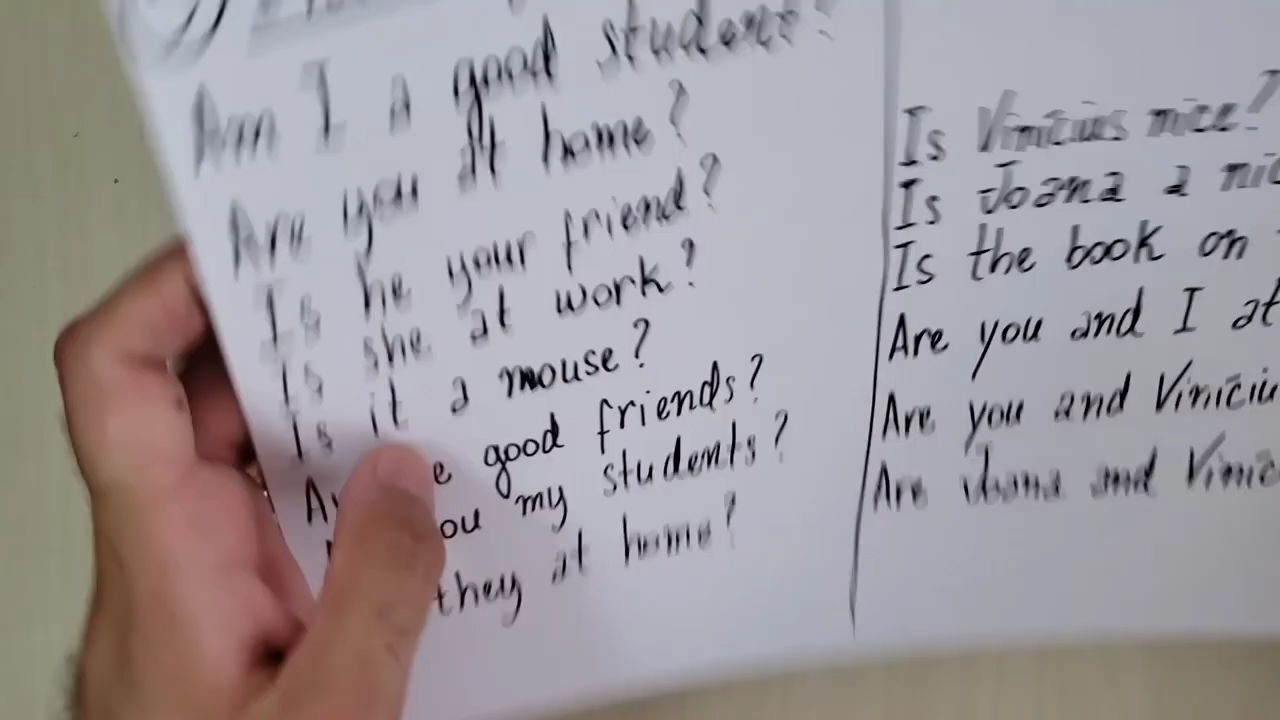 Am I a good student?
Are you at home?
Is he your friend?
Is she at work?
Is it a mouse?
good friends?
my students?
they at home?
Is Vinícius nice?
Is Joana a
Is the book on
Are you and I at
Are you and
Are Joana and